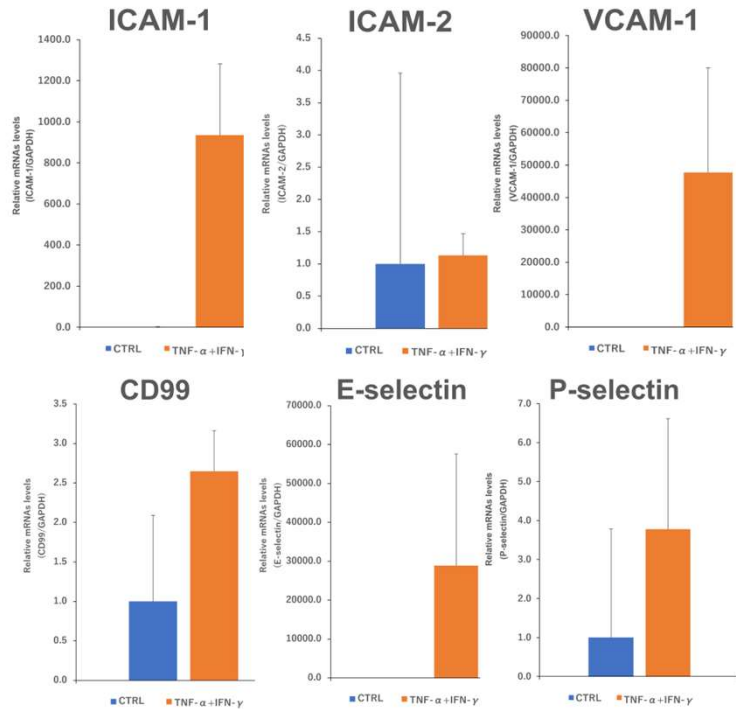 ICAM-1
Relative mRNAs levels
(ICAM-1/GAPDH)
1400.0
1200.0
1000.0
800.0
600.0
400.0
200.0
0.0
CTRL TNF-α+IFN-γ
ICAM-2
Relative mRNAs levels
(ICAM-2/GAPDH)
4.5
4.0
3.5
3.0
2.5
2.0
1.5
1.0
0.5
0.0
CTRL TNF-α+IFN-γ
VCAM-1
Relative mRNAs levels
(VCAM-1/GAPDH)
90000.0
80000.0
70000.0
60000.0
50000.0
40000.0
30000.0
20000.0
10000.0
0.0
CTRL TNF-α+IFN-γ
CD99
Relative mRNAs levels
(CD99/GAPDH)
3.5
3.0
2.5
2.0
1.5
1.0
0.5
0.0
CTRL TNF-α+IFN-γ
E-selectin
Relative mRNAs levels
(E-selectin/GAPDH)
70000.0
60000.0
50000.0
40000.0
30000.0
20000.0
10000.0
0.0
CTRL TNF-α+IFN-γ
P-selectin
Relative mRNAs levels
(P-selectin/GAPDH)
7.0
6.0
5.0
4.0
3.0
2.0
1.0
0.0
CTRL TNF-α+IFN-γ